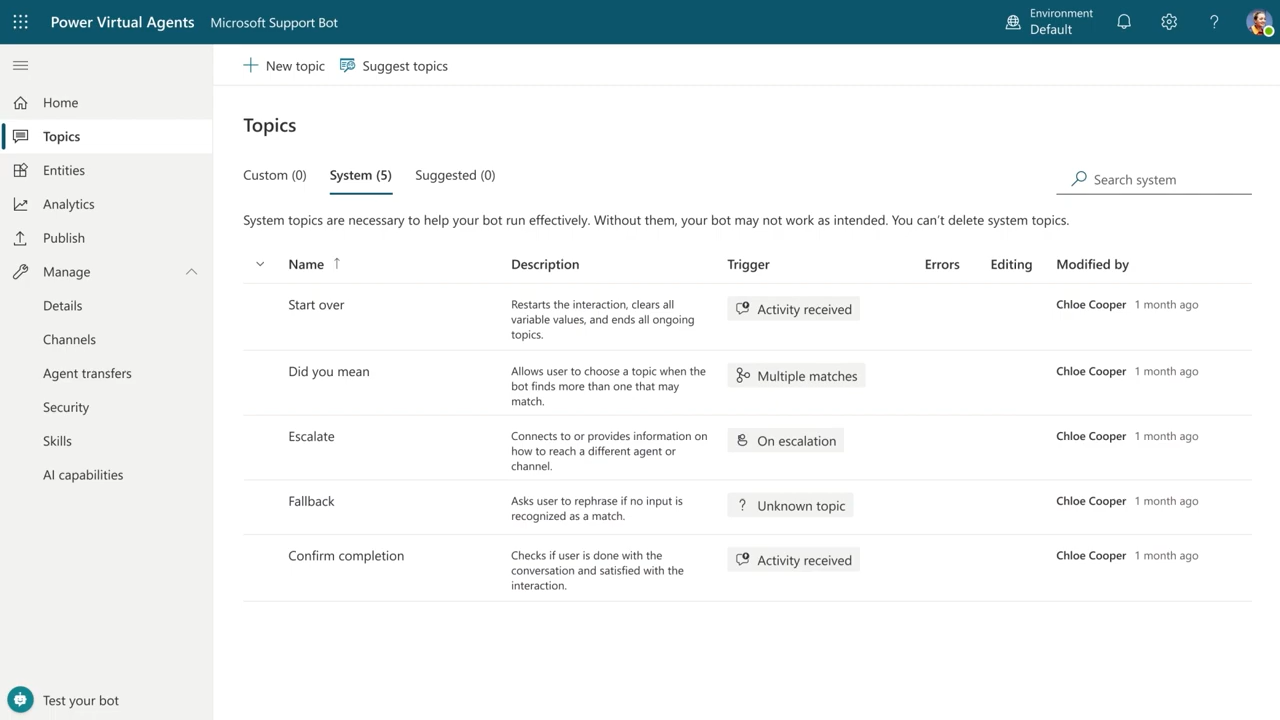 Power Virtual Agents Microsoft Support Bot Environment
Default ?
New topic Suggest topics
Home
Topics
Entities
Analytics
Publish
Manage
Details
Channels
Agent transfers
Security
Skills
AI capabilities
Test your bot
Topics
Custom (0) System (5) Suggested (0) Search system
System topics are necessary to help your bot run effectively. Without them, your bot may not work as intended. You can’t delete system topics.
Name ↑ Description Trigger Errors Editing Modified by
Start over
Restarts the interaction, clears all
variable values, and ends all ongoing
topics.
Activity received
Chloe Cooper 1 month ago
Did you mean
Allows user to choose a topic when the
bot finds more than one that may
match.
Multiple matches
Chloe Cooper 1 month ago
Escalate
Connects to or provides information on
how to reach a different agent or
channel.
On escalation
Chloe Cooper 1 month ago
Fallback
Asks user to rephrase if no input is
recognized as a match.
? Unknown topic
Chloe Cooper 1 month ago
Confirm completion
Checks if user is done with the
conversation and satisfied with the
interaction.
Activity received
Chloe Cooper 1 month ago